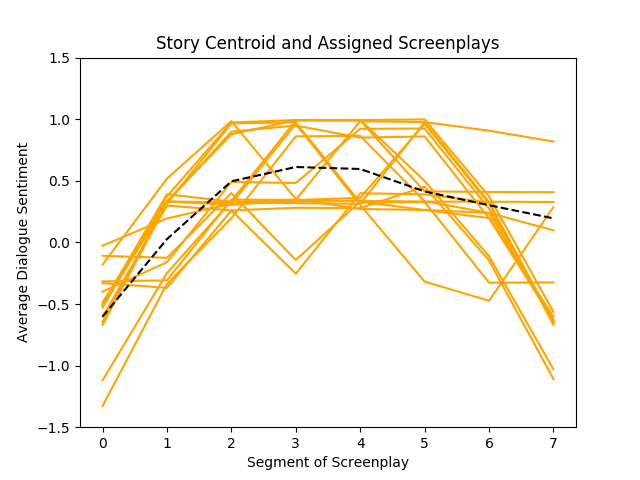 Story Centroid and Assigned Screenplays
1.5
1.0
0.5
0.0
−0.5
−1.0
−1.5
Average Dialogue Sentiment
0 1 2 3 4 5 6 7
Segment of Screenplay